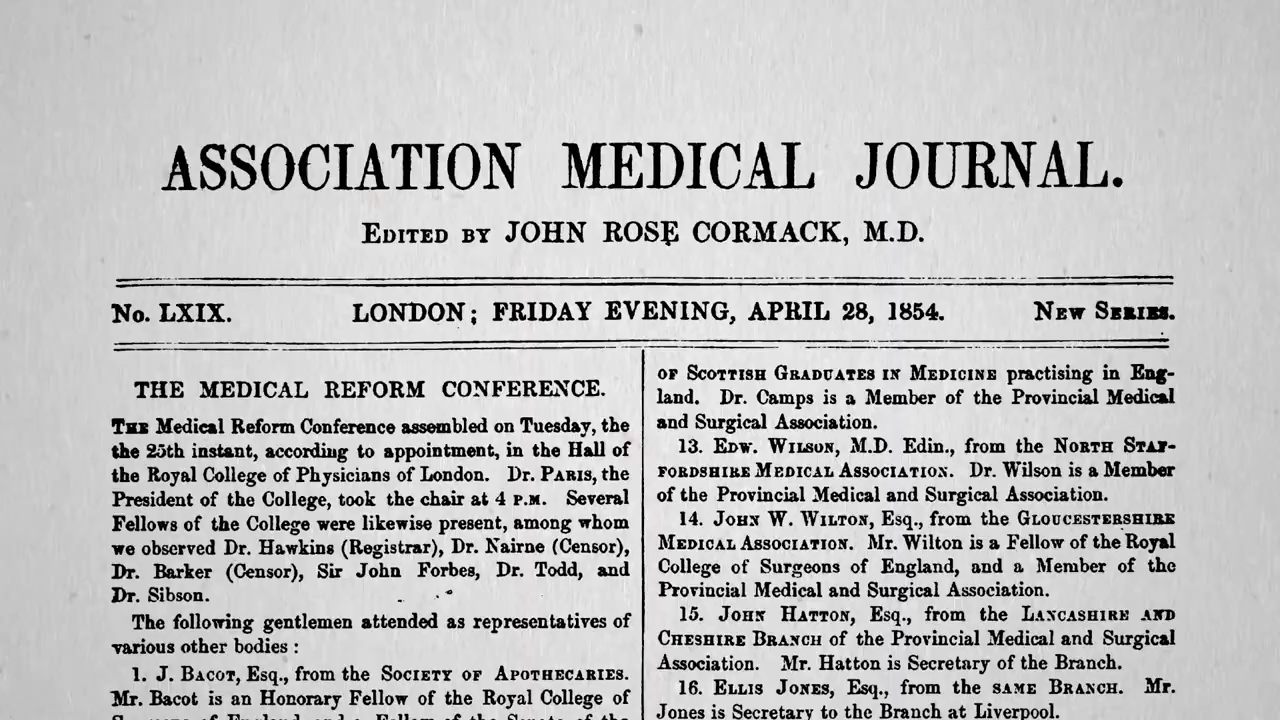 ASSOCIATION MEDICAL JOURNAL.
EDITED BY JOHN ROSE CORMACK, M.D.
No. LXIX. LONDON; FRIDAY EVENING, APRIL 28, 1854. NEW SERIES.
THE MEDICAL REFORM CONFERENCE.
THE Medical Reform Conference assembled on Tuesday, the
the 25th instant, according to appointment, in the Hall of
the Royal College of Physicians of London. Dr. PARIS, the
President of the College, took the chair at 4 P.M. Several
Fellows of the College were likewise present, among whom
we observed Dr. Hawkins (Registrar), Dr. Nairne (Censor),
Dr. Barker (Censor), Sir John Forbes, Dr. Todd, and
Dr. Sibson.
The following gentlemen attended as representatives of
various other bodies :
1. J. BACOT, Esq., from the SOCIETY OF APOTHECARIES.
Mr. Bacot is an Honorary Fellow of the Royal College of
Surgeons of England and a Fellow of the Senate of the
OF SCOTTISH GRADUATES IN MEDICINE practising in Eng-
land. Dr. Camps is a Member of the Provincial Medical
and Surgical Association.
13. EDW. WILSON, M.D. Edin., from the NORTH STAF-
FORDSHIRE MEDICAL ASSOCIATION. Dr. Wilson is a Member
of the Provincial Medical and Surgical Association.
14. JOHN W. WILTON, Esq., from the GLOUCESTERSHIRE
MEDICAL ASSOCIATION. Mr. Wilton is a Fellow of the Royal
College of Surgeons of England, and a Member of the
Provincial Medical and Surgical Association.
15. JOHN HATTON, Esq., from the LANCASHIRE AND
CHESHIRE BRANCH of the Provincial Medical and Surgical
Association. Mr. Hatton is Secretary of the Branch.
16. ELLIS JONES, Esq., from the SAME BRANCH. Mr.
Jones is Secretary to the Branch at Liverpool.